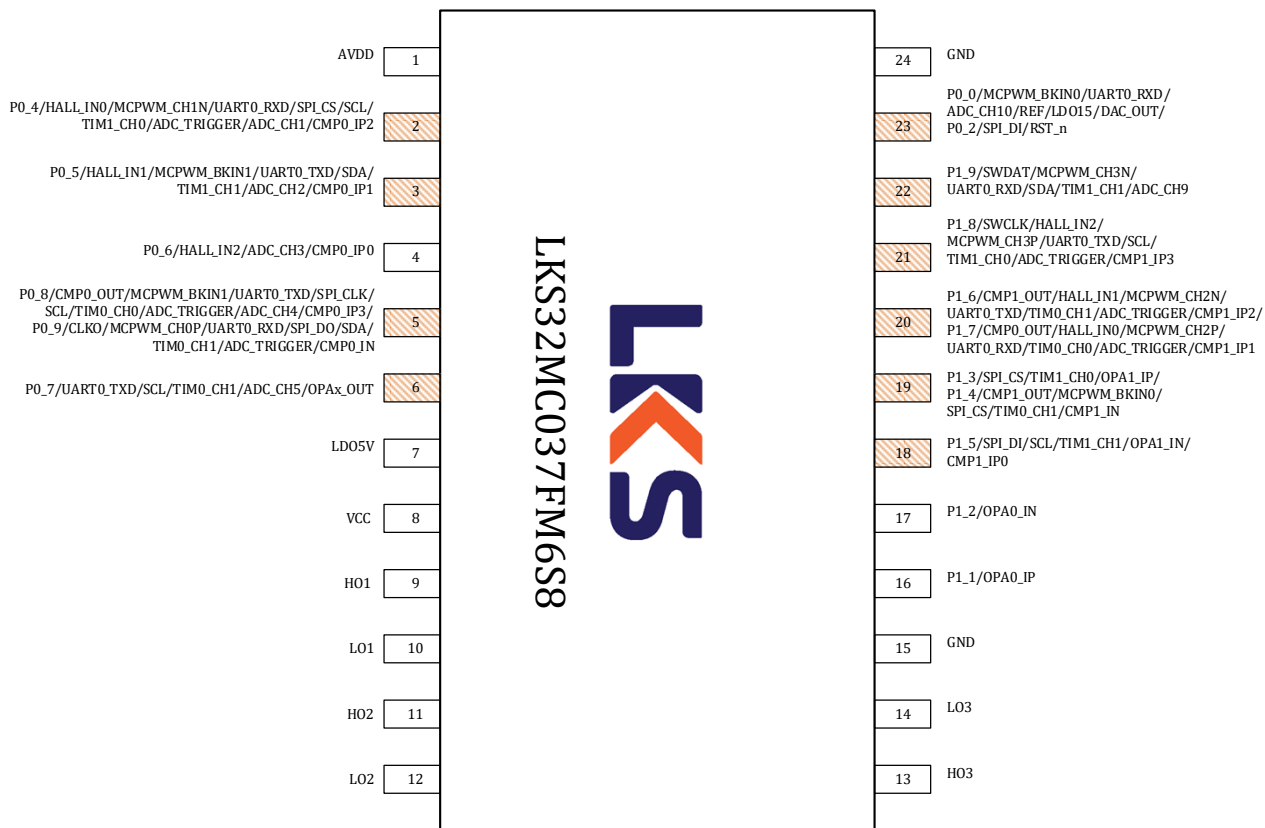 AVDD
1
P0_4/HALL_IN0/MCPWM_CH1N/UART0_RXD/SPI_CS/SCL/
TIM1_CH0/ADC_TRIGGER/ADC_CH1/CMP0_IP2
2
P0_5/HALL_IN1/MCPWM_BKIN1/UART0_TXD/SDA/
TIM1_CH1/ADC_CH2/CMP0_IP1
3
P0_6/HALL_IN2/ADC_CH3/CMP0_IP0
4
P0_8/CMP0_OUT/MCPWM_BKIN1/UART0_TXD/SPI_CLK/
SCL/TIM0_CH0/ADC_TRIGGER/ADC_CH4/CMP0_IP3/
P0_9/CLKO/MCPWM_CH0P/UART0_RXD/SPI_DO/SDA/
TIM0_CH1/ADC_TRIGGER/CMP0_IN
5
P0_7/UART0_TXD/SCL/TIM0_CH1/ADC_CH5/OPAx_OUT
6
LDO5V
7
VCC
8
HO1
9
LO1
10
HO2
11
LO2
12
LKS32MC037FM6S8
LKS
24
GND
23
P0_0/MCPWM_BKIN0/UART0_RXD/
ADC_CH10/REF/LDO15/DAC_OUT/
P0_2/SPI_DI/RST_n
22
P1_9/SWDAT/MCPWM_CH3N/
UART0_RXD/SDA/TIM1_CH1/ADC_CH9
21
P1_8/SWCLK/HALL_IN2/
MCPWM_CH3P/UART0_TXD/SCL/
TIM1_CH0/ADC_TRIGGER/CMP1_IP3
20
P1_6/CMP1_OUT/HALL_IN1/MCPWM_CH2N/
UART0_TXD/TIM0_CH1/ADC_TRIGGER/CMP1_IP2/
P1_7/CMP0_OUT/HALL_IN0/MCPWM_CH2P/
UART0_RXD/TIM0_CH0/ADC_TRIGGER/CMP1_IP1
19
P1_3/SPI_CS/TIM1_CH0/OPA1_IP/
P1_4/CMP1_OUT/MCPWM_BKIN0/
SPI_CS/TIM0_CH1/CMP1_IN
18
P1_5/SPI_DI/SCL/TIM1_CH1/OPA1_IN/
CMP1_IP0
17
P1_2/OPA0_IN
16
P1_1/OPA0_IP
15
GND
14
LO3
13
HO3